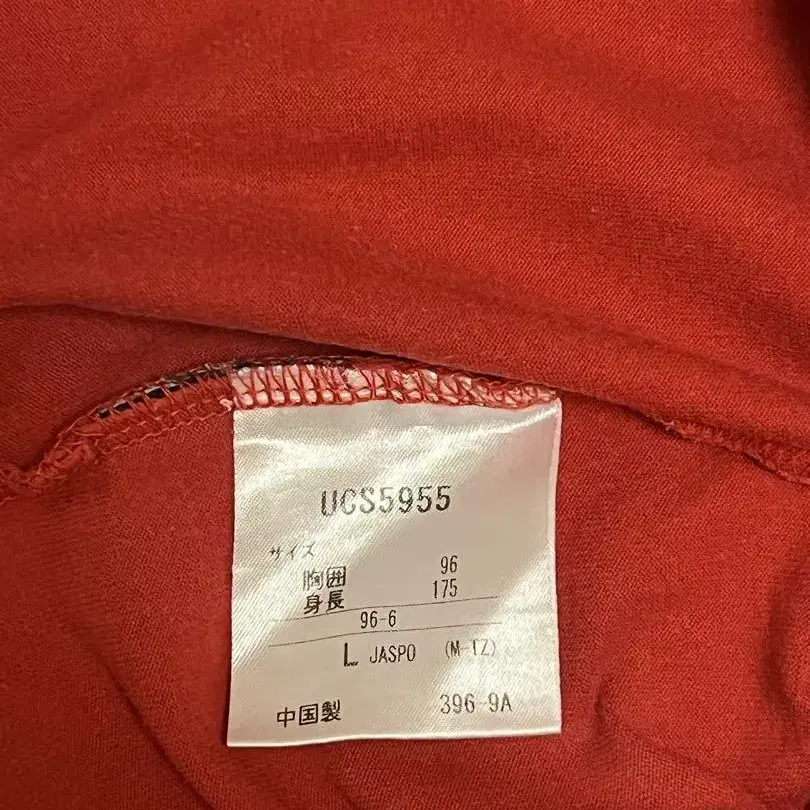 UCS5955
サイズ
胸囲 96
身長 175
96-6
L JASPO (M-TZ)
中国製 396-9A